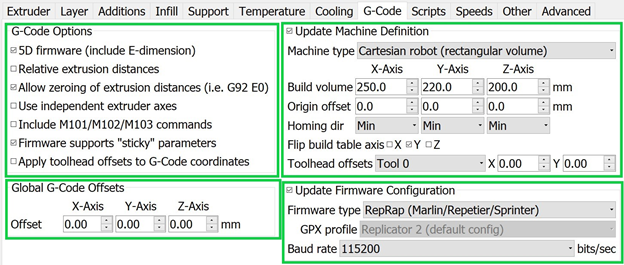 Extruder Layer Additions Infill Support Temperature Cooling G-Code Scripts Speeds Other Advanced
G-Code Options
5D firmware (include E-dimension)
Relative extrusion distances
Allow zeroing of extrusion distances (i.e. G92 E0)
Use independent extruder axes
Include M101/M102/M103 commands
Firmware supports "sticky" parameters
Apply toolhead offsets to G-Code coordinates
Global G-Code Offsets
X-Axis Y-Axis Z-Axis
Offset 0.00 0.00 0.00 mm
Update Machine Definition
Machine type Cartesian robot (rectangular volume)
X-Axis Y-Axis Z-Axis
Build volume 250.0 220.0 200.0 mm
Origin offset 0.0 0.0 0.0 mm
Homing dir Min Min Min
Flip build table axis X Y Z
Toolhead offsets Tool 0 X 0.00 Y 0.00
Update Firmware Configuration
Firmware type RepRap (Marlin/Repetier/Sprinter)
GPX profile Replicator 2 (default config)
Baud rate 115200 bits/sec